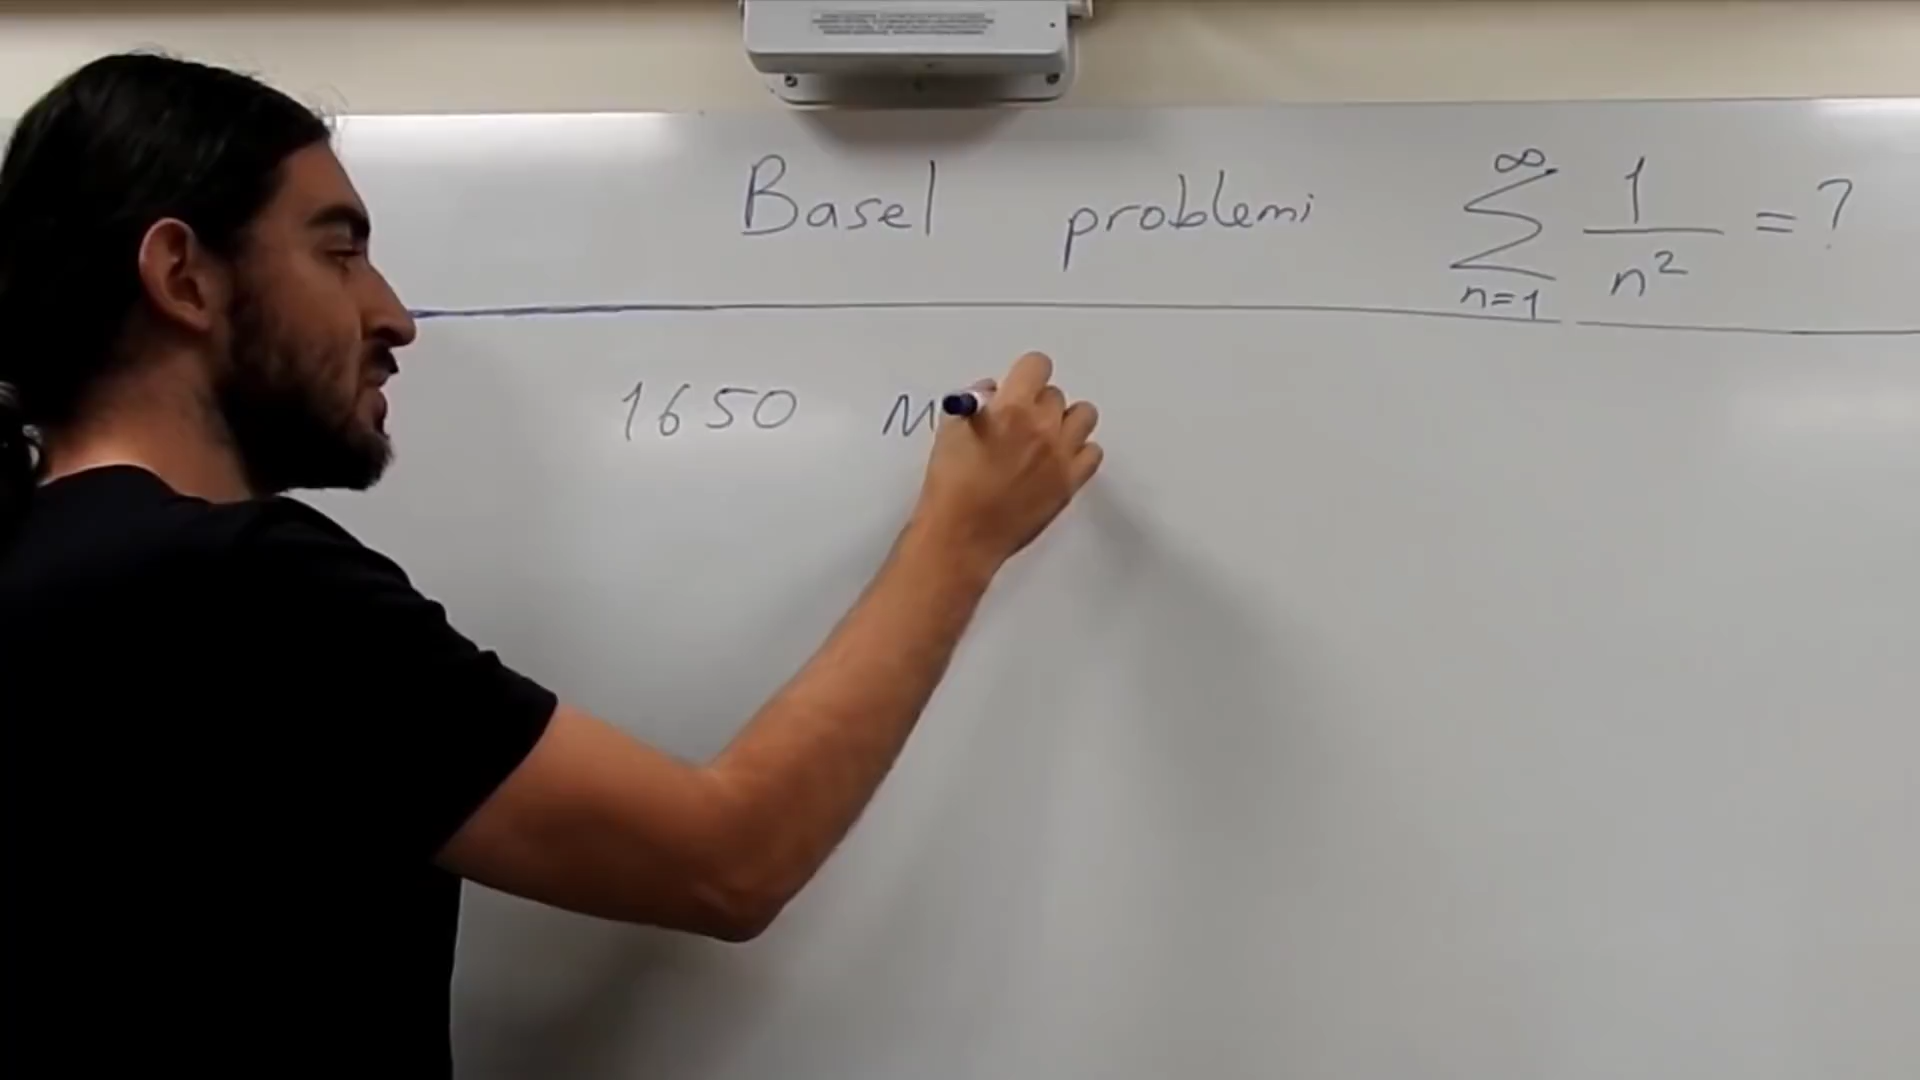 Basel problemi ∑_{n=1}^{∞} 1/n² = ?
1650 M